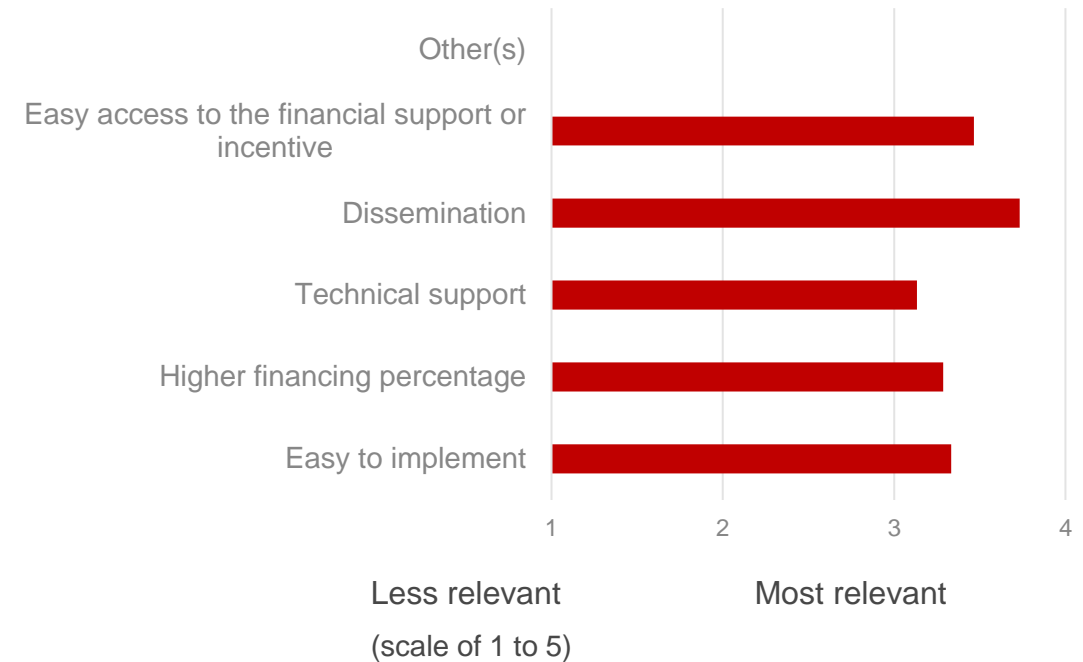 Other(s)
Easy access to the financial support or
incentive
Dissemination
Technical support
Higher financing percentage
Easy to implement
1 2 3 4
Less relevant Most relevant
(scale of 1 to 5)